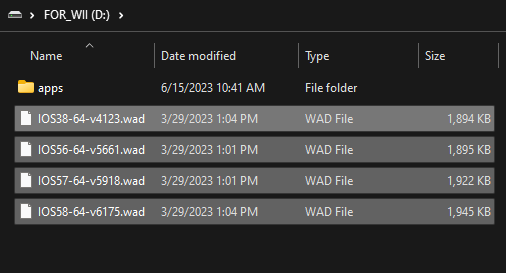 FOR_WII (D:)
Name Date modified Type Size
apps 6/15/2023 10:41 AM File folder
IOS38-64-v4123.wad 3/29/2023 1:04 PM WAD File 1,894 KB
IOS56-64-v5661.wad 3/29/2023 1:01 PM WAD File 1,895 KB
IOS57-64-v5918.wad 3/29/2023 1:01 PM WAD File 1,922 KB
IOS58-64-v6175.wad 3/29/2023 1:04 PM WAD File 1,945 KB